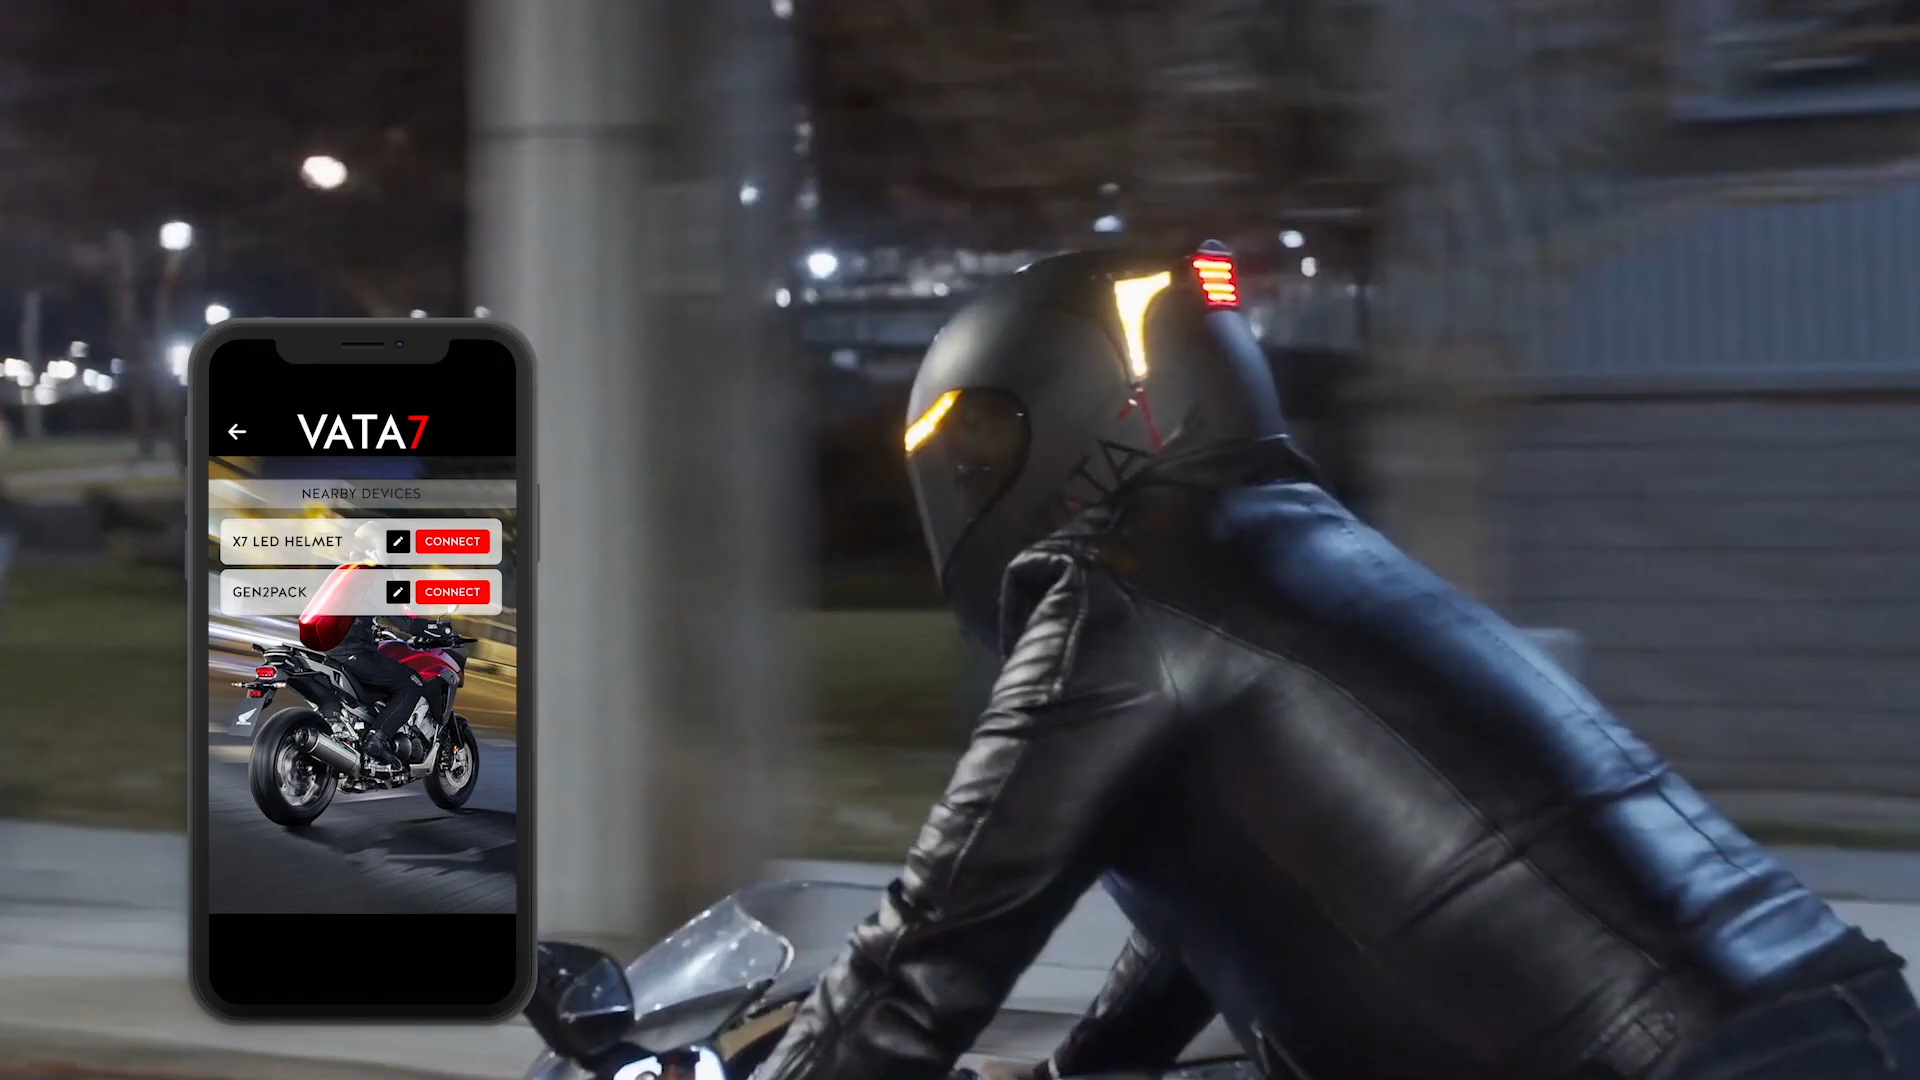 VATA7
NEARBY DEVICES
X7 LED HELMET
CONNECT
GEN2PACK
CONNECT